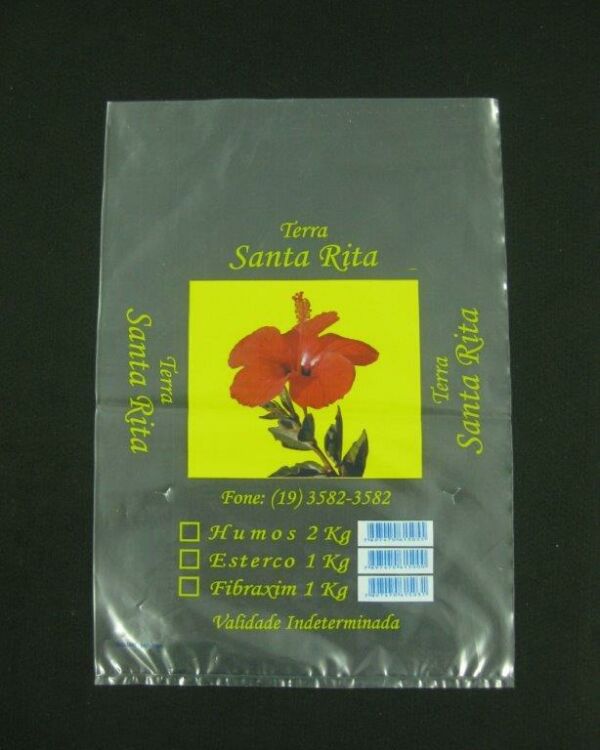 Terra
Santa Rita
Terra
Santa Rita
Terra
Santa Rita
Fone: (19) 3582-3582
Humos 2 Kg
Esterco 1 Kg
Fibraxim 1 Kg
Validade Indeterminada